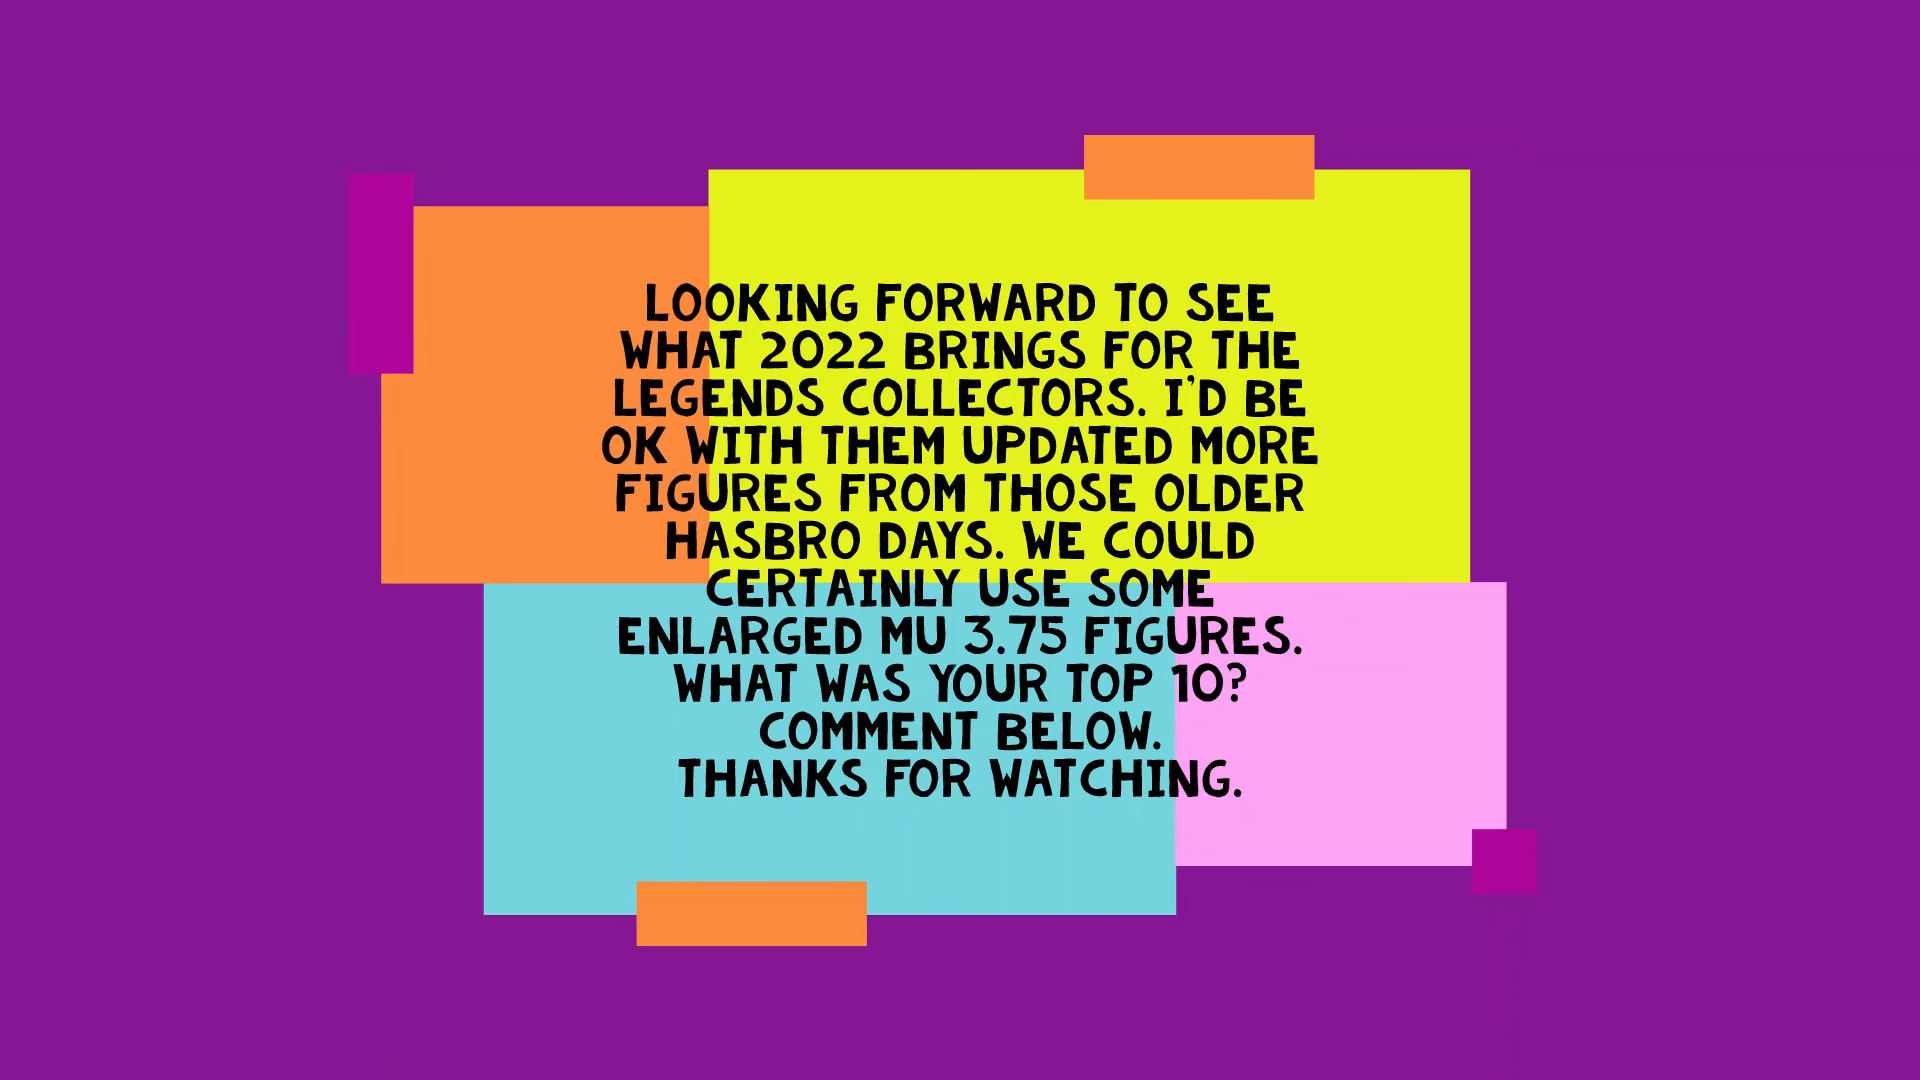 LOOKING FORWARD TO SEE
WHAT 2022 BRINGS FOR THE
LEGENDS COLLECTORS. I'D BE
OK WITH THEM UPDATED MORE
FIGURES FROM THOSE OLDER
HASBRO DAYS. WE COULD
CERTAINLY USE SOME
ENLARGED MU 3.75 FIGURES.
WHAT WAS YOUR TOP 10?
COMMENT BELOW.
THANKS FOR WATCHING.